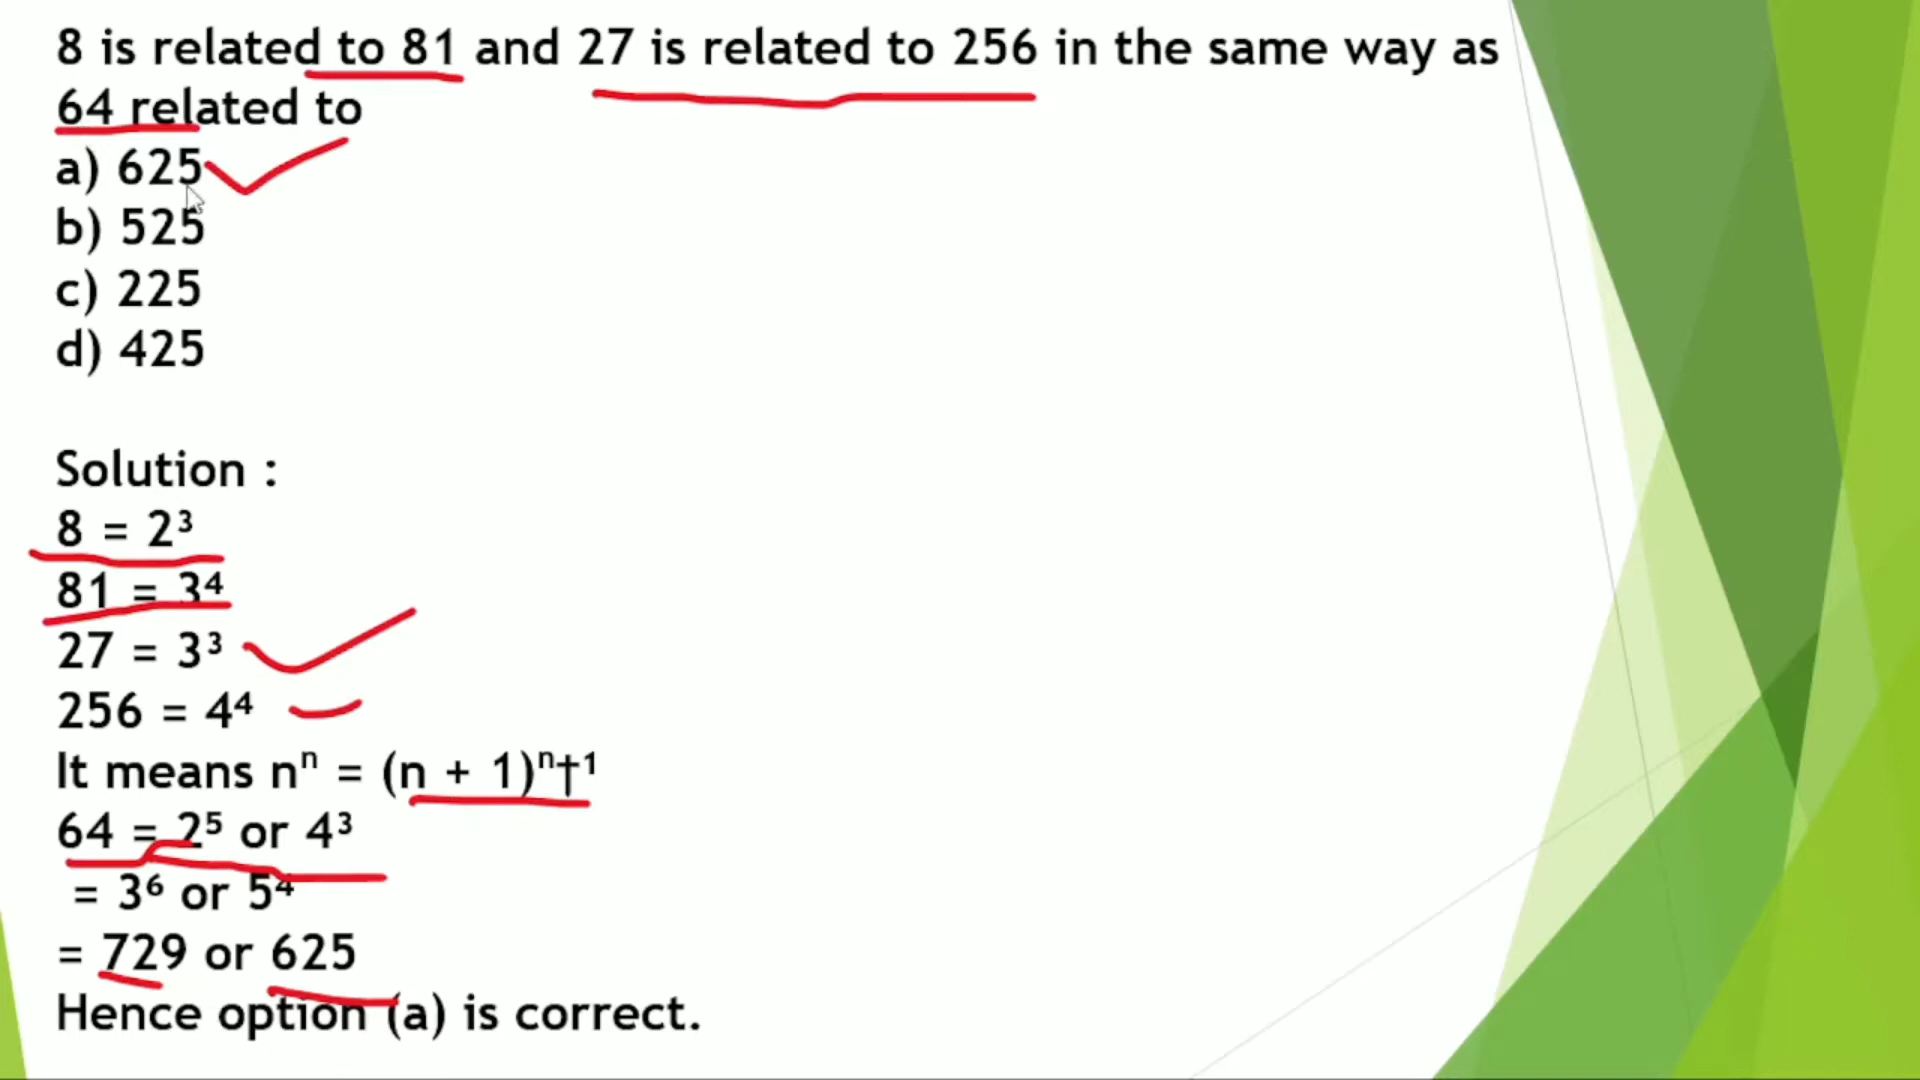 8 is related to 81 and 27 is related to 256 in the same way as
64 related to
a) 625
b) 525
c) 225
d) 425
Solution :
8 = 2³
81 = 3⁴
27 = 3³
256 = 4⁴
It means nⁿ = (n + 1)ⁿ†¹
64 = 2⁵ or 4³
= 3⁶ or 5⁴
= 729 or 625
Hence option (a) is correct.